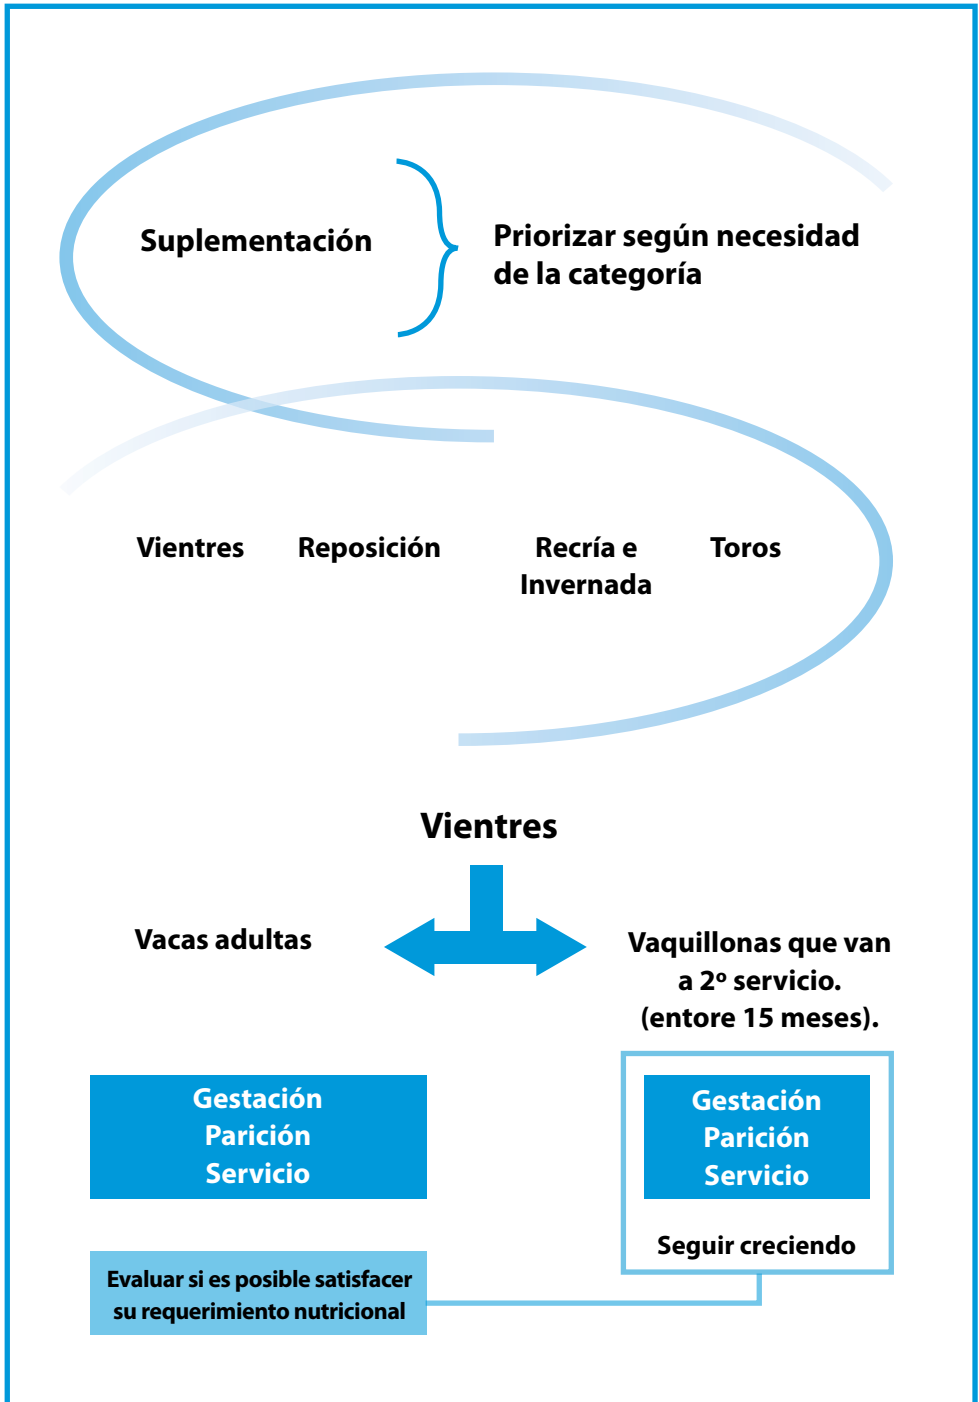 Suplementación
Priorizar según necesidad
de la categoría
Vientres
Reposición
Recría e
Invernada
Toros
Vientres
Vacas adultas
Vaquillonas que van
a 2º servicio.
(entore 15 meses).
Gestación
Parición
Servicio
Gestación
Parición
Servicio
Seguir creciendo
Evaluar si es posible satisfacer
su requerimiento nutricional